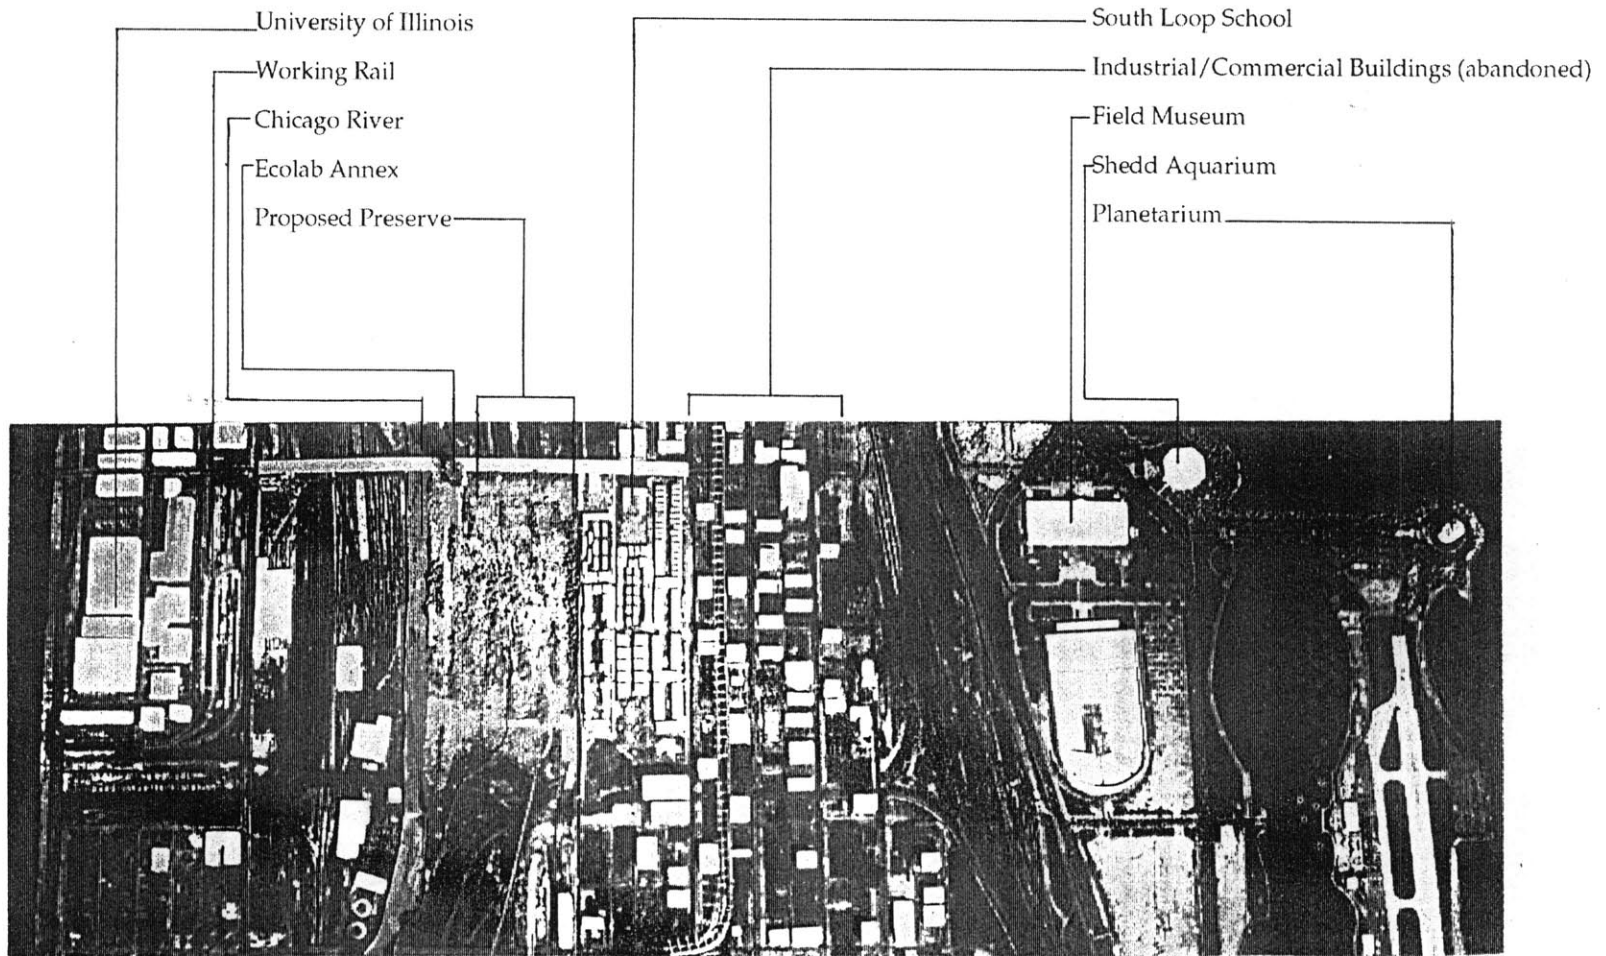 University of Illinois
Working Rail
Chicago River
Ecolab Annex
Proposed Preserve
South Loop School
Industrial/Commercial Buildings (abandoned)
Field Museum
Shedd Aquarium
Planetarium